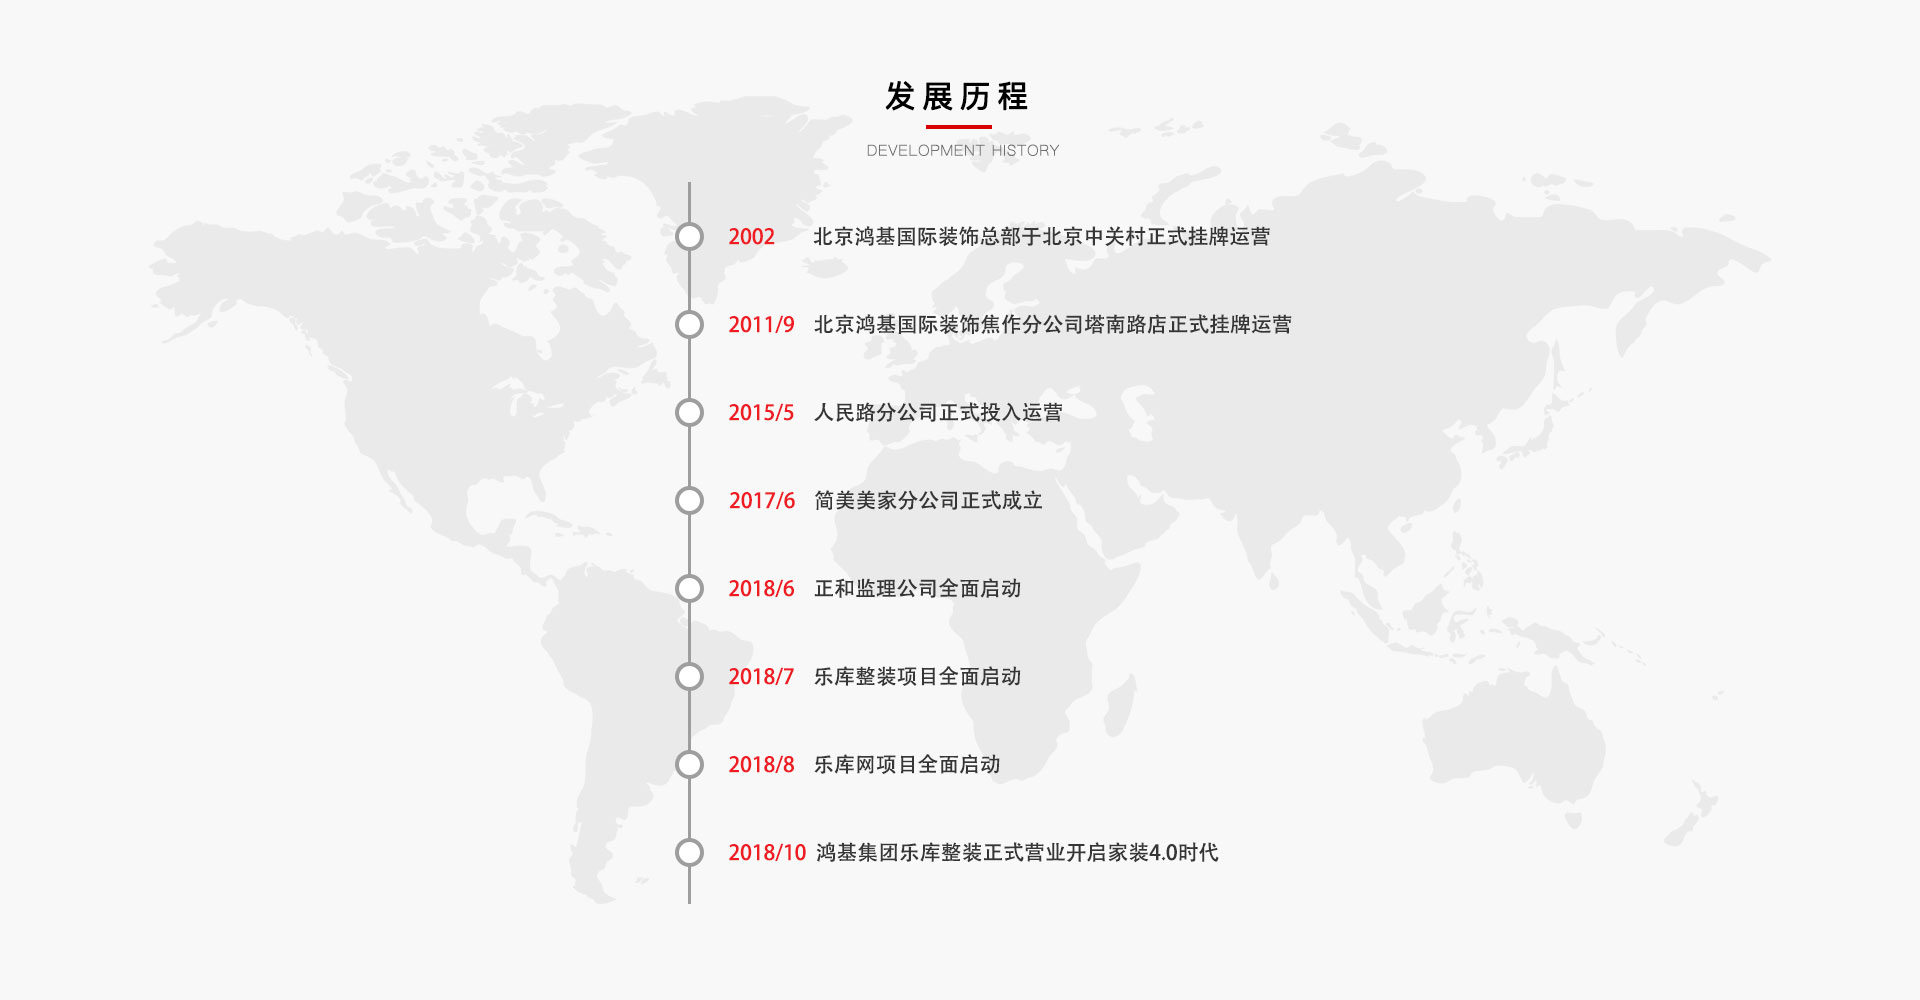 发展历程
DEVELOPMENT HISTORY
2002 北京鸿基国际装饰总部于北京中关村正式挂牌运营
2011/9 北京鸿基国际装饰焦作分公司塔南路店正式挂牌运营
2015/5 人民路分公司正式投入运营
2017/6 简美美家分公司正式成立
2018/6 正和监理公司全面启动
2018/7 乐库整装项目全面启动
2018/8 乐库网项目全面启动
2018/10 鸿基集团乐库整装正式营业开启家装4.0时代